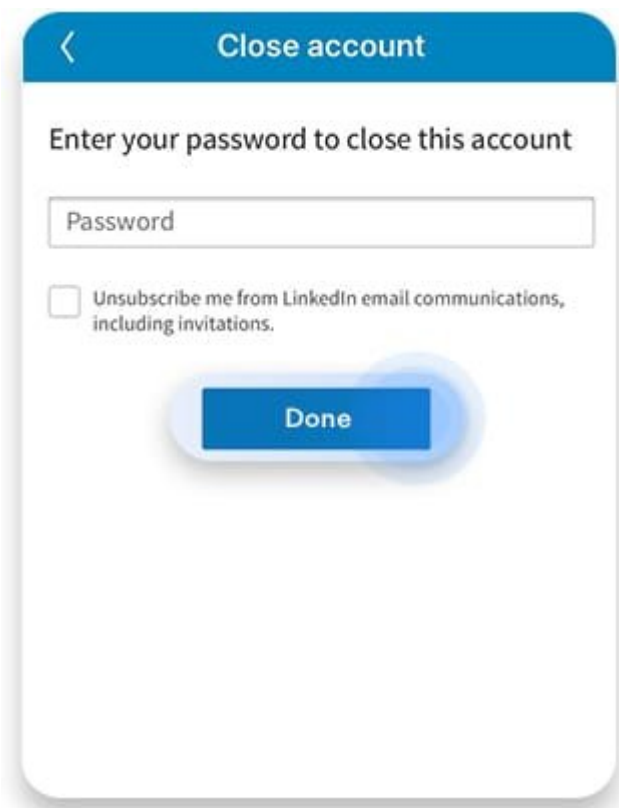 Close account
Enter your password to close this account
Password
Unsubscribe me from LinkedIn email communications,
including invitations.
Done